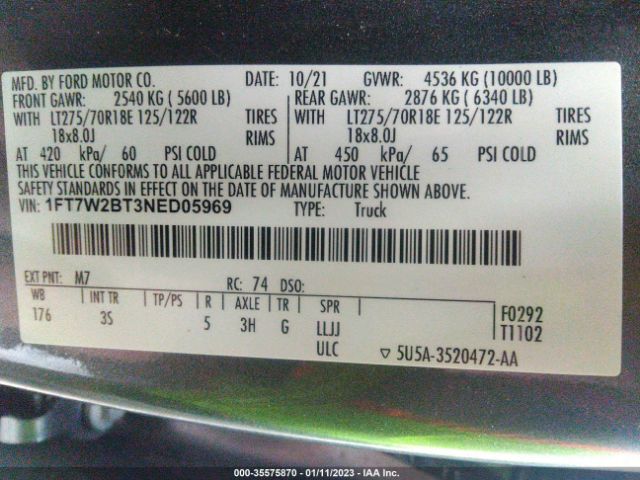 MFD. BY FORD MOTOR CO. DATE: 10/21 GVWR: 4536 KG (10000 LB)
FRONT GAWR: 2540 KG ( 5600 LB) REAR GAWR: 2876 KG ( 6340 LB)
WITH LT275/70R18E 125/122R TIRES WITH LT275/70R18E 125/122R TIRES
18x8.0J RIMS 18x8.0J RIMS
AT 420 kPa/ 60 PSI COLD AT 450 kPa/ 65 PSI COLD
THIS VEHICLE CONFORMS TO ALL APPLICABLE FEDERAL MOTOR VEHICLE
SAFETY STANDARDS IN EFFECT ON THE DATE OF MANUFACTURE SHOWN ABOVE.
VIN: 1FT7W2BT3NED05969 TYPE: Truck
EXT PNT: M7 RC: 74 DSO:
WB INT TR TP/PS R AXLE TR SPR F0292
176 3S 5 3H G LLJJ T1102
ULC ▽ 5U5A-3520472-AA
000-35575870 - 01/11/2023 - IAA Inc.